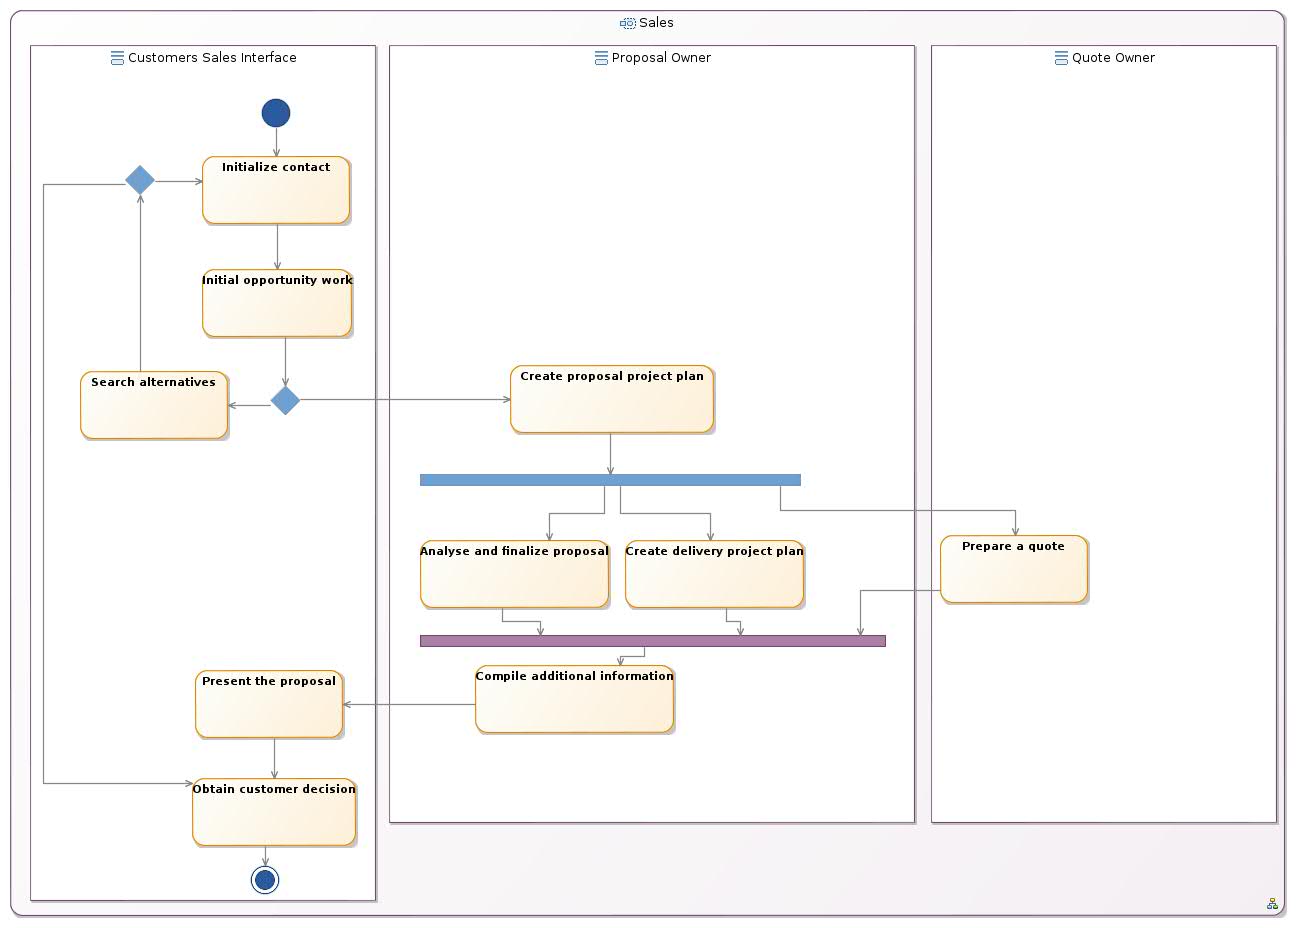 Sales
Customers Sales Interface
Proposal Owner
Quote Owner
Initialize contact
Initial opportunity work
Search alternatives
Create proposal project plan
Analyse and finalize proposal
Create delivery project plan
Prepare a quote
Compile additional information
Present the proposal
Obtain customer decision